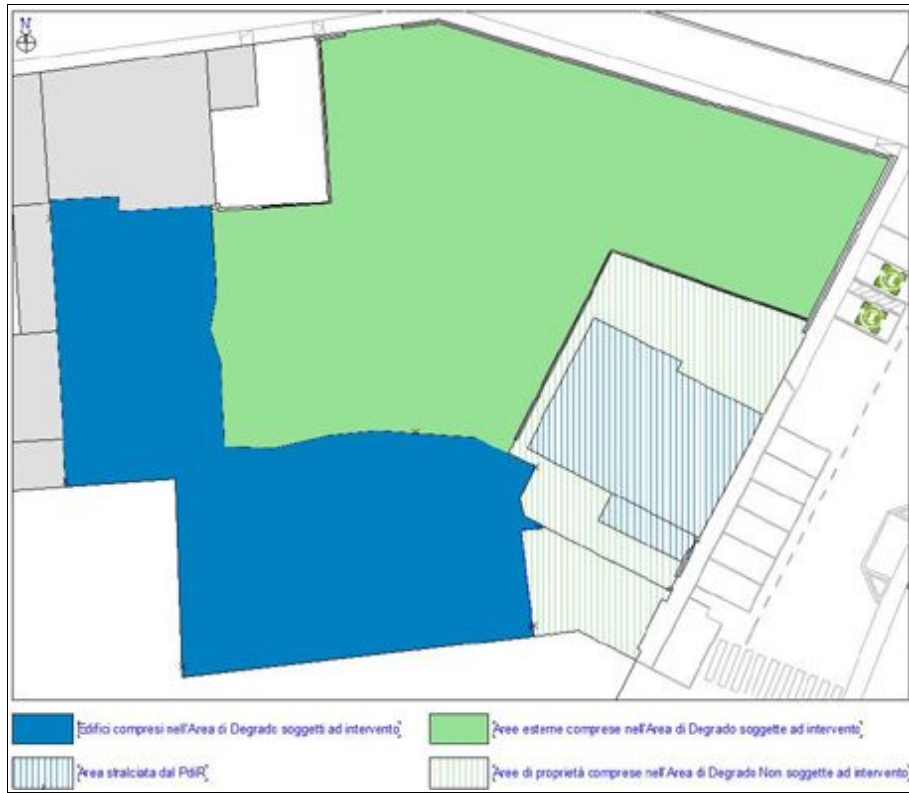 N
Edifici compresi nell'Area di Degrado soggetti ad intervento
Aree esterne comprese nell'Area di Degrado soggette ad intervento
Area stralciata dal PdiR
Aree di proprietà comprese nell'Area di Degrado Non soggette ad intervento